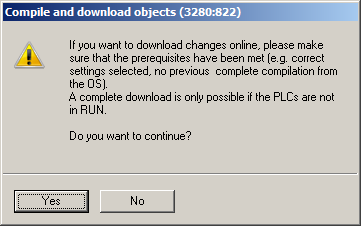 Compile and download objects (3280:822)
If you want to download changes online, please make
sure that the prerequisites have been met (e.g. correct
settings selected, no previous  complete compilation from
the OS).
A complete download is only possible if the PLCs are not
in RUN.
Do you want to continue?
Yes
No